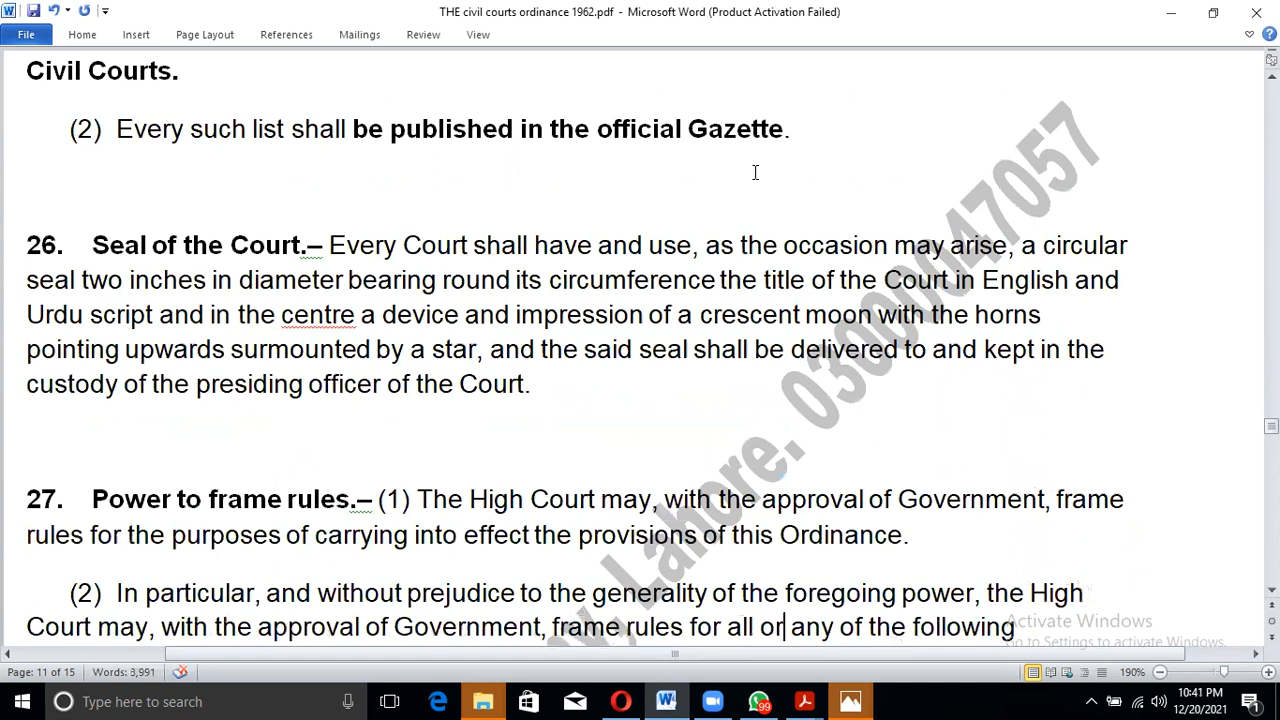 THE civil courts ordinance 1962.pdf - Microsoft Word (Product Activation Failed)
File Home Insert Page Layout References Mailings Review View
Civil Courts.
(2) Every such list shall be published in the official Gazette.
26. Seal of the Court.– Every Court shall have and use, as the occasion may arise, a circular
seal two inches in diameter bearing round its circumference the title of the Court in English and
Urdu script and in the centre a device and impression of a crescent moon with the horns
pointing upwards surmounted by a star, and the said seal shall be delivered to and kept in the
custody of the presiding officer of the Court.
27. Power to frame rules.– (1) The High Court may, with the approval of Government, frame
rules for the purposes of carrying into effect the provisions of this Ordinance.
(2) In particular, and without prejudice to the generality of the foregoing power, the High
Court may, with the approval of Government, frame rules for all or any of the following
Lahore. 0300047057
Activate Windows
Go to Settings to activate Windows.
Page: 11 of 15 Words: 3,991 190%
Type here to search
99
10:41 PM
12/20/2021
1